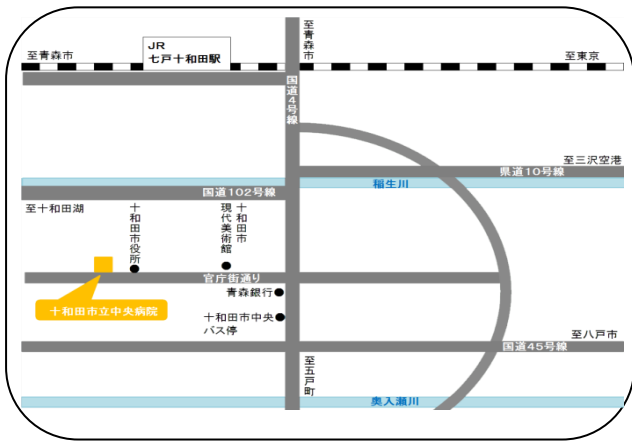 JR
七戸十和田駅
至青森市
至青森市
至東京
国道4号線
至三沢空港
県道10号線
稲生川
国道102号線
至十和田湖
十和田市役所
十和田市
現代美術館
官庁街通り
青森銀行
十和田市立中央病院
十和田市中央
バス停
至八戸市
国道45号線
至五戸町
奥入瀬川